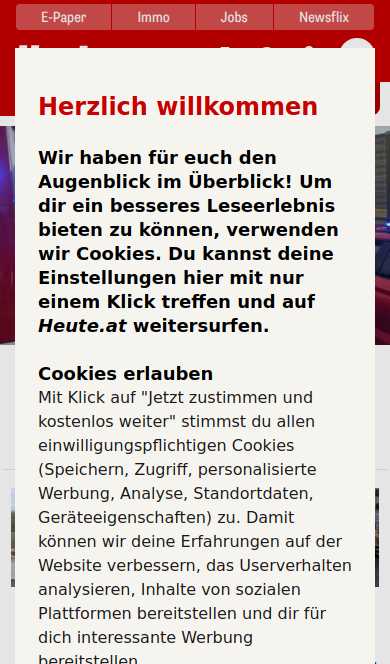 E-Paper
Immo
Jobs
Newsflix
Herzlich willkommen
Wir haben für euch den
Augenblick im Überblick! Um
dir ein besseres Leseerlebnis
bieten zu können, verwenden
wir Cookies. Du kannst deine
Einstellungen hier mit nur
einem Klick treffen und auf
Heute.at weitersurfen.
Cookies erlauben
Mit Klick auf "Jetzt zustimmen und
kostenlos weiter" stimmst du allen
einwilligungspflichtigen Cookies
(Speichern, Zugriff, personalisierte
Werbung, Analyse, Standortdaten,
Geräteeigenschaften) zu. Damit
können wir deine Erfahrungen auf der
Website verbessern, das Userverhalten
analysieren, Inhalte von sozialen
Plattformen bereitstellen und dir für
dich interessante Werbung
bereitstellen